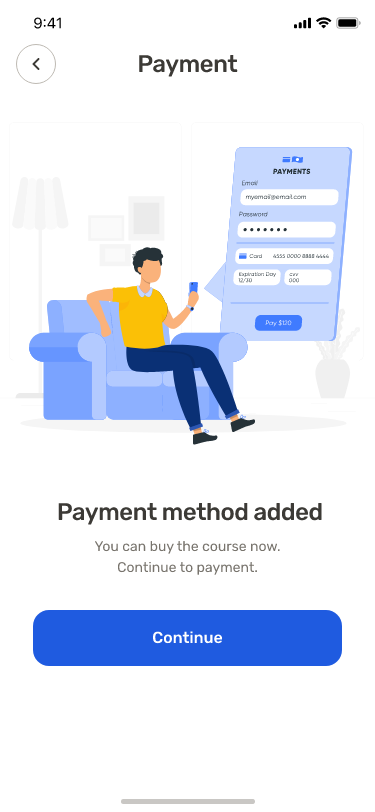 9:41
Payment
PAYMENTS
Email
myemail@email.com
Password
Card 4555 0000 8888 4444
Expiration Day
12/30
CVV
000
Pay $120
Payment method added
You can buy the course now.
Continue to payment.
Continue